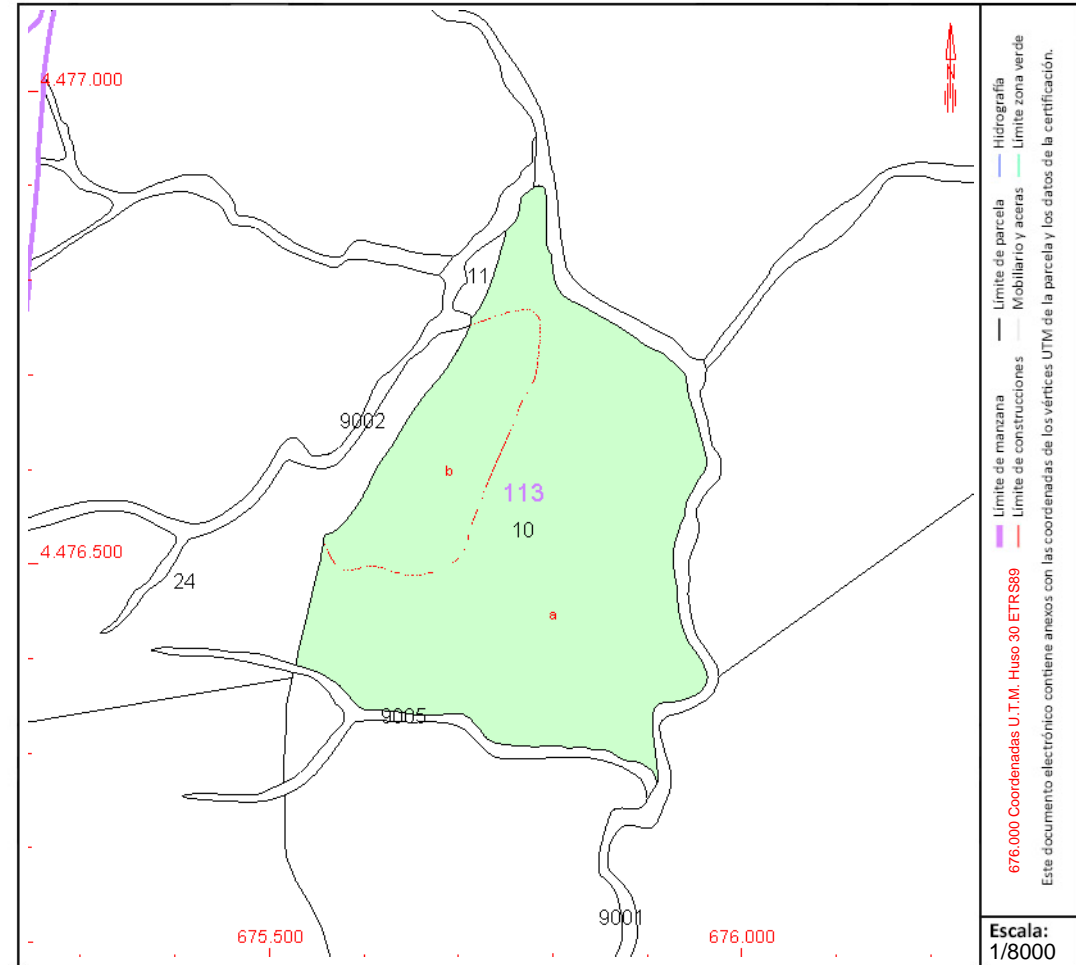 4.477.000
N
11
9002
b
113
10
4.476.500
24
a
9005
675.500
676.000
9001
Límite de manzana
Límite de parcela
Hidrografía
Límite de construcciones
Mobiliario y aceras
Límite zona verde
676.000 Coordenadas U.T.M. Huso 30 ETRS89
Este documento electrónico contiene anexos con las coordenadas de los vértices UTM de la parcela y los datos de la certificación.
Escala:
1/8000